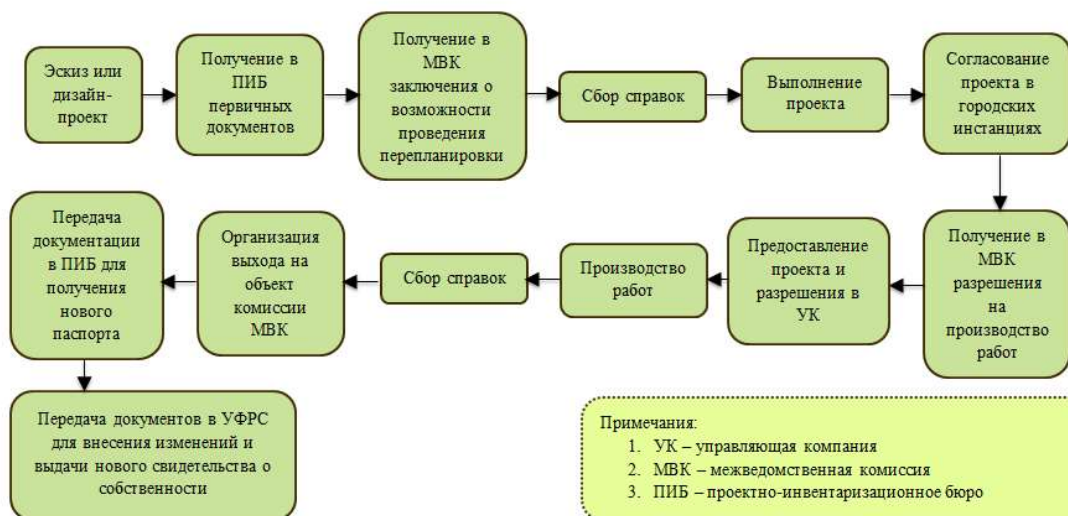 Эскиз или
дизайн-
проект
Получение в
ПИБ
первичных
документов
Получение в
МВК
заключения о
возможности
проведения
перепланировки
Сбор справок
Выполнение
проекта
Согласование
проекта в
городских
инстанциях
Получение в
МВК
разрешения
на
производство
работ
Предоставление
проекта и
разрешения в
УК
Производство
работ
Сбор справок
Организация
выхода на
объект
комиссии
МВК
Передача
документации
в ПИБ для
получения
нового
паспорта
Передача документов в УФРС
для внесения изменений и
выдачи нового свидетельства о
собственности
Примечания:
1. УК – управляющая компания
2. МВК – межведомственная комиссия
3. ПИБ – проектно-инвентаризационное бюро